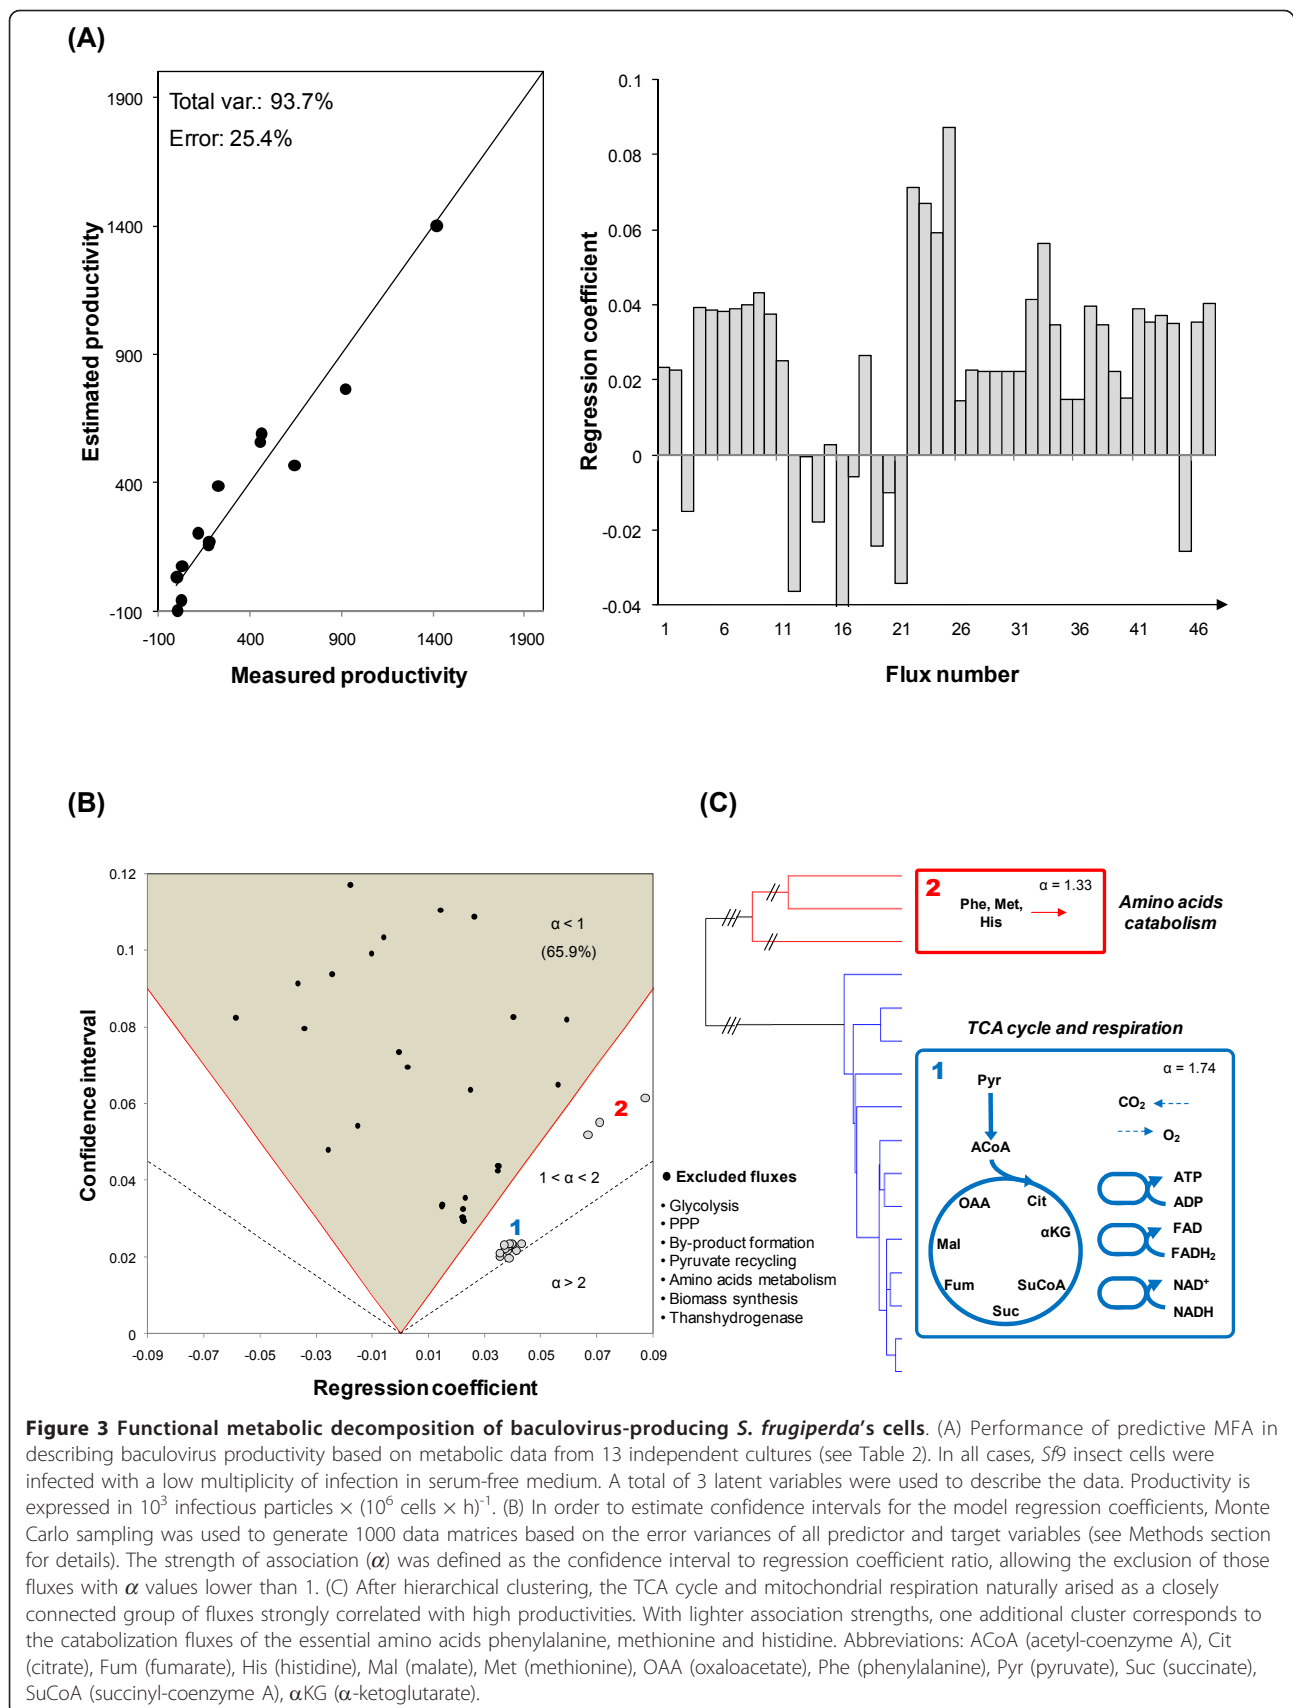 (A)
Total var.: 93.7%
Error: 25.4%
1900
1400
900
400
-100
-100 400 900 1400 1900
Estimated productivity
Measured productivity
0.1
0.08
0.06
0.04
0.02
0
-0.02
-0.04
1 6 11 16 21 26 31 36 41 46
Regression coefficient
Flux number
(B)
0.12
0.1
0.08
0.06
0.04
0.02
0
-0.09 -0.07 -0.05 -0.03 -0.01 0.01 0.03 0.05 0.07 0.09
Confidence interval
Regression coefficient
α < 1
(65.9%)
2
1 < α < 2
1
α > 2
● Excluded fluxes
• Glycolysis
• PPP
• By-product formation
• Pyruvate recycling
• Amino acids metabolism
• Biomass synthesis
• Thanshydrogenase
(C)
2
α = 1.33
Phe, Met,
His
Amino acids
catabolism
TCA cycle and respiration
1
α = 1.74
Pyr
CO2
O2
ACoA
OAA
Cit
αKG
Mal
Fum
SuCoA
Suc
ATP
ADP
FAD
FADH2
NAD+
NADH
Figure 3 Functional metabolic decomposition of baculovirus-producing S. frugiperda's cells. (A) Performance of predictive MFA in
describing baculovirus productivity based on metabolic data from 13 independent cultures (see Table 2). In all cases, Sf9 insect cells were
infected with a low multiplicity of infection in serum-free medium. A total of 3 latent variables were used to describe the data. Productivity is
expressed in 10³ infectious particles × (10⁶ cells × h)⁻¹. (B) In order to estimate confidence intervals for the model regression coefficients, Monte
Carlo sampling was used to generate 1000 data matrices based on the error variances of all predictor and target variables (see Methods section
for details). The strength of association (α) was defined as the confidence interval to regression coefficient ratio, allowing the exclusion of those
fluxes with α values lower than 1. (C) After hierarchical clustering, the TCA cycle and mitochondrial respiration naturally arised as a closely
connected group of fluxes strongly correlated with high productivities. With lighter association strengths, one additional cluster corresponds to
the catabolization fluxes of the essential amino acids phenylalanine, methionine and histidine. Abbreviations: ACoA (acetyl-coenzyme A), Cit
(citrate), Fum (fumarate), His (histidine), Mal (malate), Met (methionine), OAA (oxaloacetate), Phe (phenylalanine), Pyr (pyruvate), Suc (succinate),
SuCoA (succinyl-coenzyme A), αKG (α-ketoglutarate).